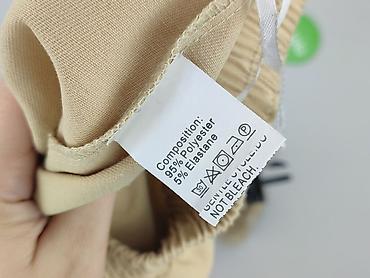 Composition:
95% Polyester
5% Elastane
NOT BLEACH